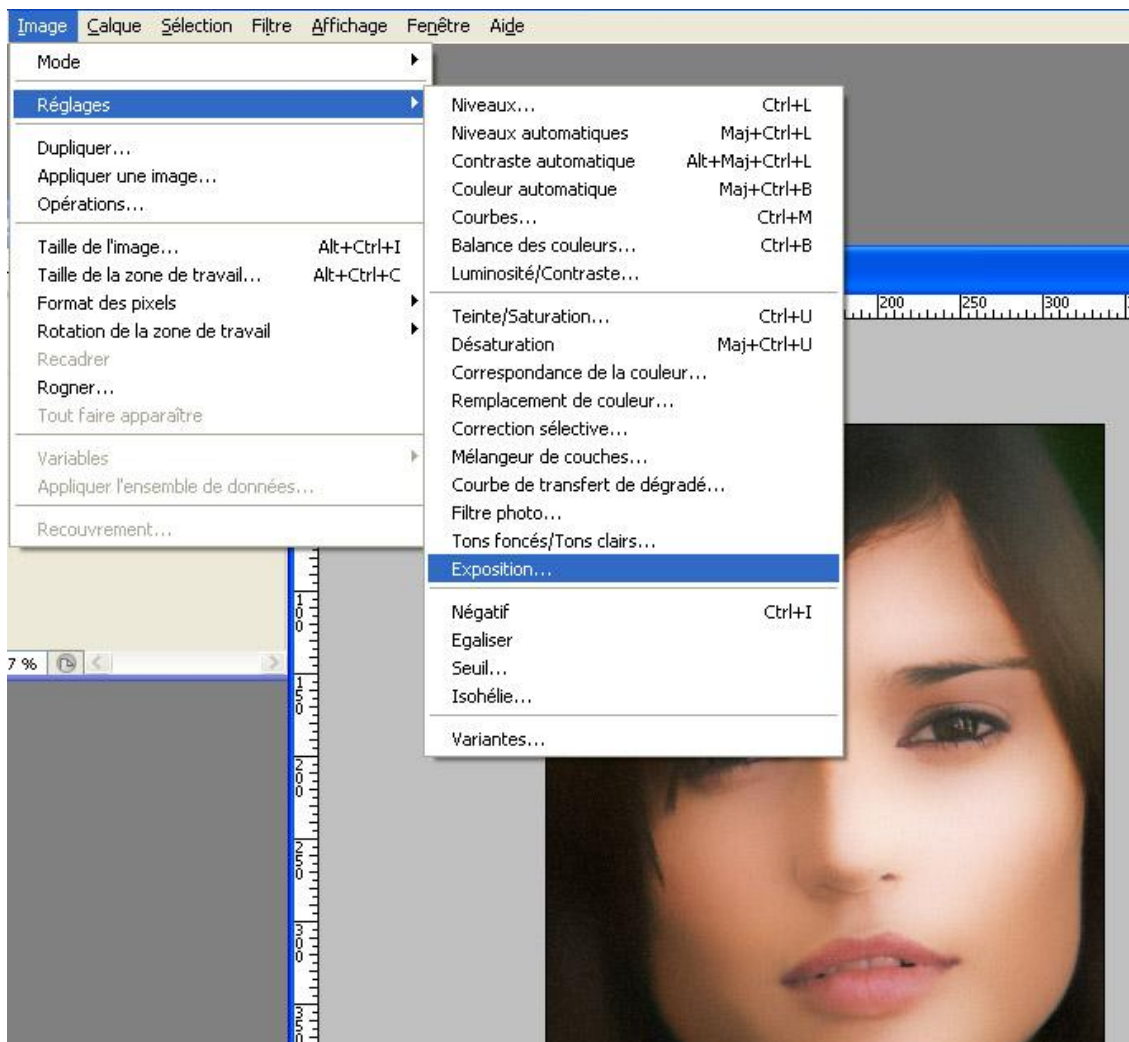 Image Calque Sélection Filtre Affichage Fenêtre Aide
Mode
Réglages
Dupliquer...
Appliquer une image...
Opérations...
Taille de l'image... Alt+Ctrl+I
Taille de la zone de travail... Alt+Ctrl+C
Format des pixels
Rotation de la zone de travail
Recadrer
Rogner...
Tout faire apparaître
Variables
Appliquer l'ensemble de données...
Recouvrement...
Niveaux... Ctrl+L
Niveaux automatiques Maj+Ctrl+L
Contraste automatique Alt+Maj+Ctrl+L
Couleur automatique Maj+Ctrl+B
Courbes... Ctrl+M
Balance des couleurs... Ctrl+B
Luminosité/Contraste...
Teinte/Saturation... Ctrl+U
Désaturation Maj+Ctrl+U
Correspondance de la couleur...
Remplacement de couleur...
Correction sélective...
Mélangeur de couches...
Courbe de transfert de dégradé...
Filtre photo...
Tons foncés/Tons clairs...
Exposition...
Négatif Ctrl+I
Egaliser
Seuil...
Isohélie...
Variantes...
200 250 300
7 %
100
150
200
250
300
350